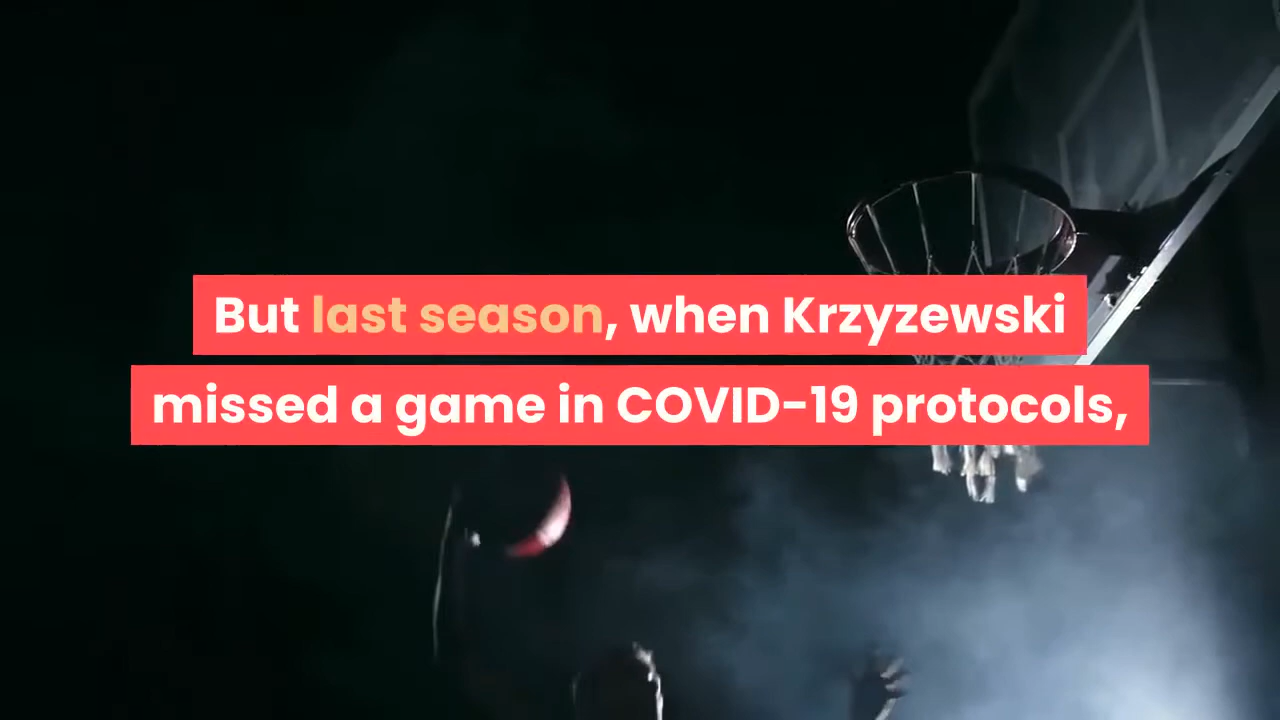 But last season, when Krzyzewski
missed a game in COVID-19 protocols,